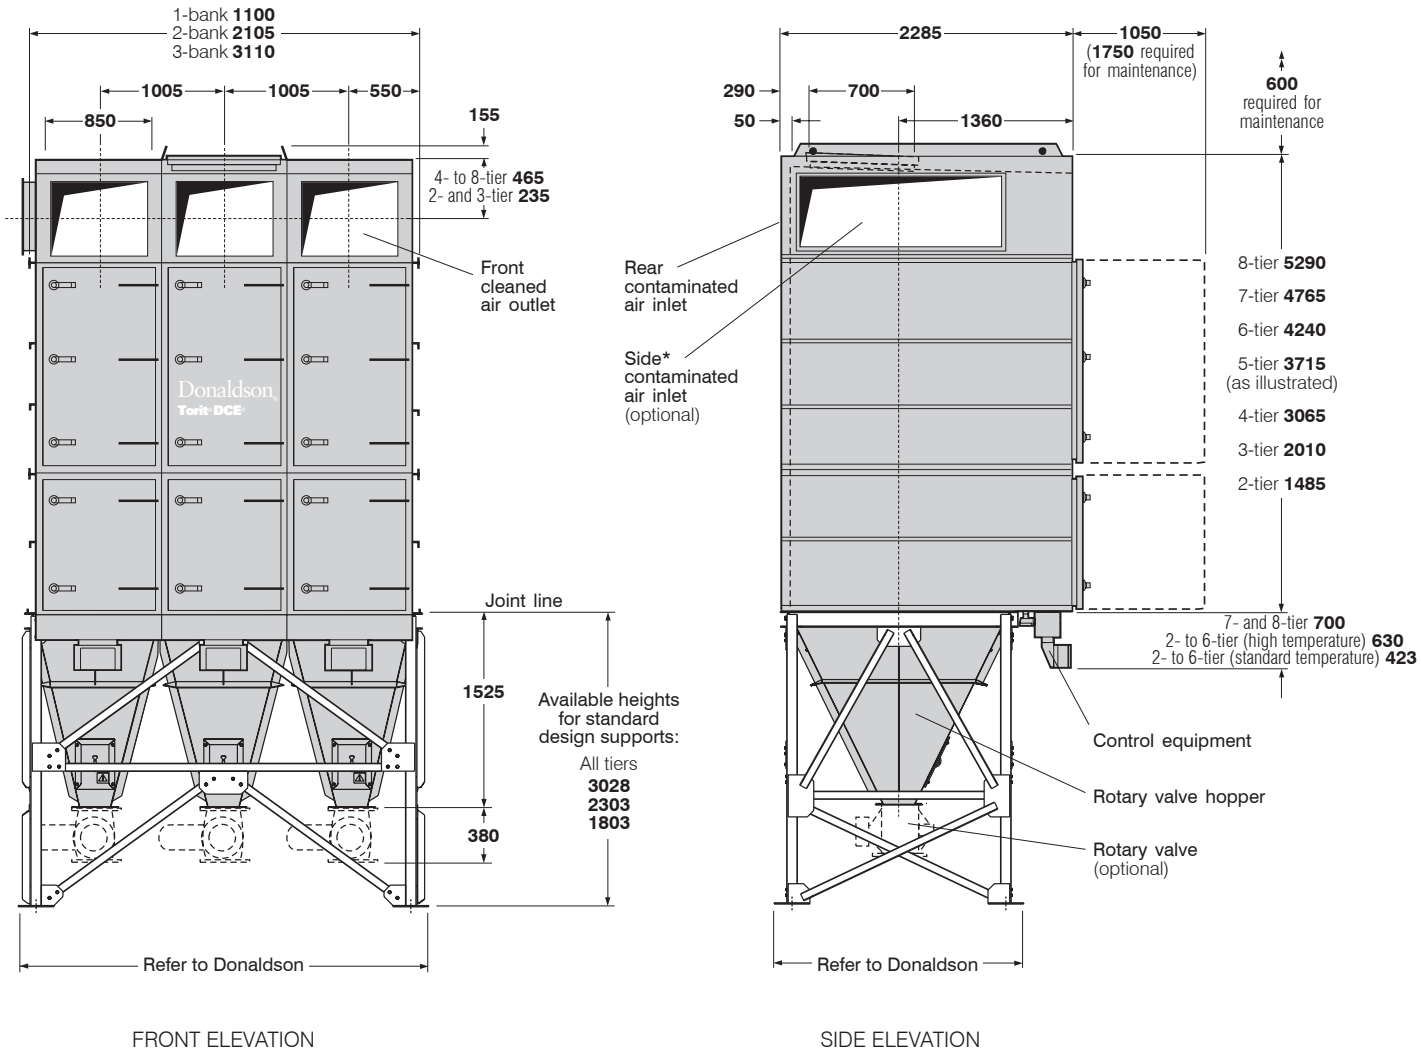 1-bank 1100
2-bank 2105
3-bank 3110
1005
1005
550
850
155
4- to 8-tier 465
2- and 3-tier 235
Front
cleaned
air outlet
Donaldson
Torit DCE
Joint line
1525
380
Available heights
for standard
design supports:
All tiers
3028
2303
1803
Refer to Donaldson
FRONT ELEVATION
2285
1050
(1750 required
for maintenance)
290
700
50
1360
600
required for
maintenance
Rear
contaminated
air inlet
Side*
contaminated
air inlet
(optional)
8-tier 5290
7-tier 4765
6-tier 4240
5-tier 3715
(as illustrated)
4-tier 3065
3-tier 2010
2-tier 1485
7- and 8-tier 700
2- to 6-tier (high temperature) 630
2- to 6-tier (standard temperature) 423
Control equipment
Rotary valve hopper
Rotary valve
(optional)
Refer to Donaldson
SIDE ELEVATION